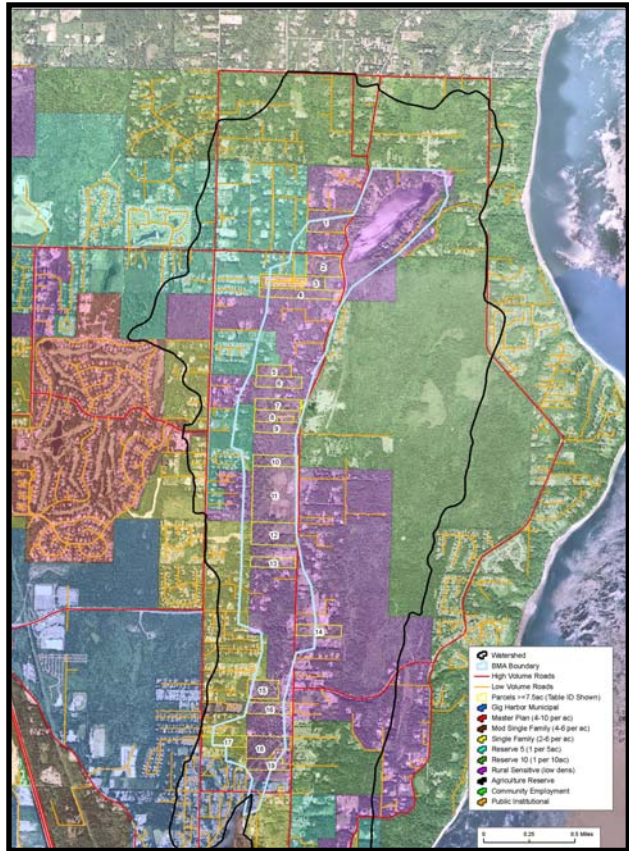 1
2
3
4
5
6
7
8
9
10
11
12
13
14
15
16
17
18
19
Watershed
BMA Boundary
High Volume Roads
Low Volume Roads
Parcels >=7.5ac (Table ID Shown)
Gig Harbor Municipal
Master Plan (4-10 per ac)
Mod Single Family (4-6 per ac)
Single Family (2-6 per ac)
Reserve 5 (1 per 5ac)
Reserve 10 (1 per 10ac)
Rural Sensitive (low dens)
Agriculture Reserve
Community Employment
Public Institutional
0 0.25 0.5 Miles